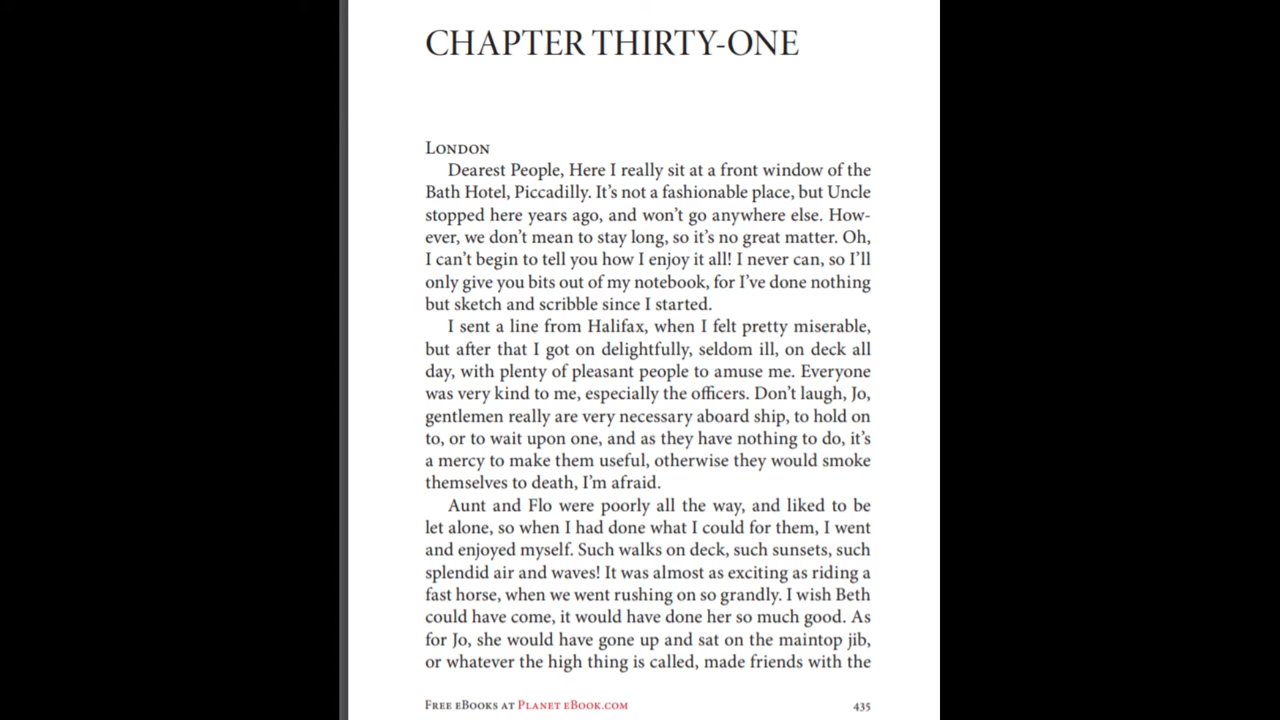 CHAPTER THIRTY-ONE
LONDON
Dearest People, Here I really sit at a front window of the
Bath Hotel, Piccadilly. It’s not a fashionable place, but Uncle
stopped here years ago, and won’t go anywhere else. How-
ever, we don’t mean to stay long, so it’s no great matter. Oh,
I can’t begin to tell you how I enjoy it all! I never can, so I’ll
only give you bits out of my notebook, for I’ve done nothing
but sketch and scribble since I started.
I sent a line from Halifax, when I felt pretty miserable,
but after that I got on delightfully, seldom ill, on deck all
day, with plenty of pleasant people to amuse me. Everyone
was very kind to me, especially the officers. Don’t laugh, Jo,
gentlemen really are very necessary aboard ship, to hold on
to, or to wait upon one, and as they have nothing to do, it’s
a mercy to make them useful, otherwise they would smoke
themselves to death, I’m afraid.
Aunt and Flo were poorly all the way, and liked to be
let alone, so when I had done what I could for them, I went
and enjoyed myself. Such walks on deck, such sunsets, such
splendid air and waves! It was almost as exciting as riding a
fast horse, when we went rushing on so grandly. I wish Beth
could have come, it would have done her so much good. As
for Jo, she would have gone up and sat on the maintop jib,
or whatever the high thing is called, made friends with the
FREE EBOOKS AT PLANET EBOOK.COM 435